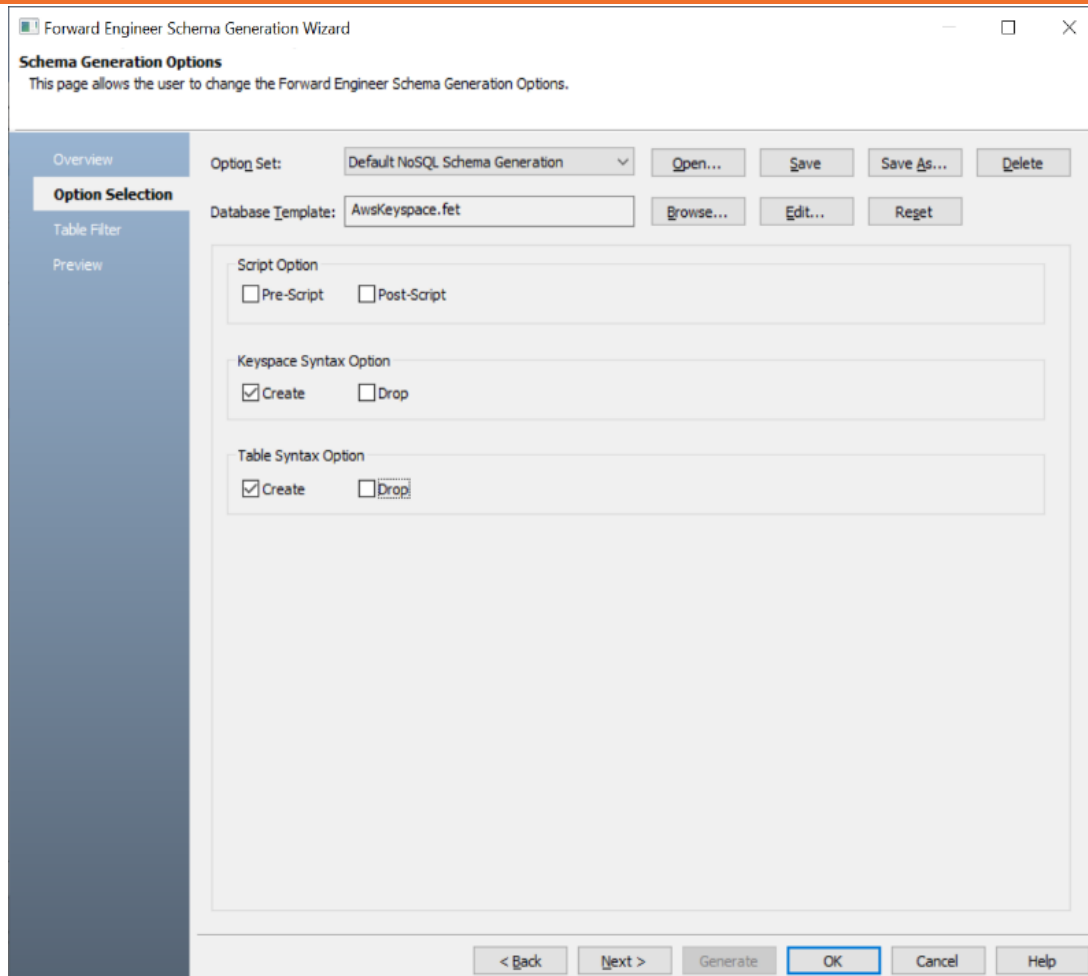 Forward Engineer Schema Generation Wizard
Schema Generation Options
This page allows the user to change the Forward Engineer Schema Generation Options.
Overview
Option Selection
Table Filter
Preview
Option Set: Default NoSQL Schema Generation Open... Save Save As... Delete
Database Template: AwsKeyspace.fet Browse... Edit... Reset
Script Option
Pre-Script Post-Script
Keyspace Syntax Option
Create Drop
Table Syntax Option
Create Drop
< Back Next > Generate OK Cancel Help